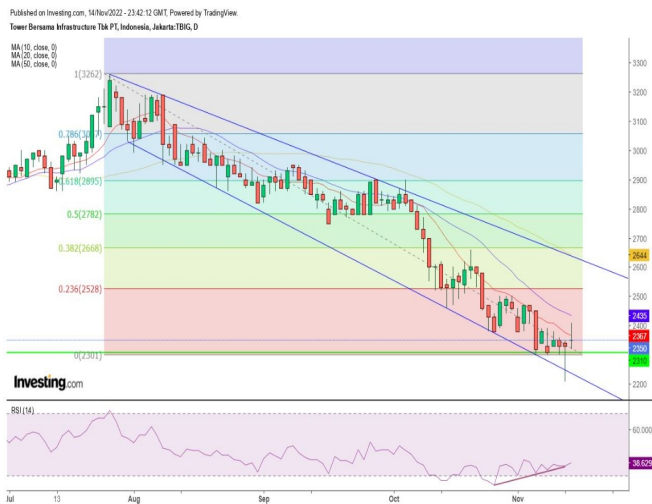 Published on Investing.com, 14/Nov/2022 - 23:42:12 GMT, Powered by TradingView.
Tower Bersama Infrastructure Tbk PT, Indonesia, Jakarta:TBIG, D
MA (10, close, 0)
MA (20, close, 0)
MA (50, close, 0)
3300
1(3262)
3200
3100
0.786(3057)
3000
0.618(2895)
2900
2800
0.5(2782)
2700
0.382(2668)
2644
2600
0.236(2528)
2500
2435
2400
2367
2350
2310
0(2301)
2200
Investing.com
RSI (14)
60.000
38.629
Jul
13
Aug
Sep
Oct
Nov